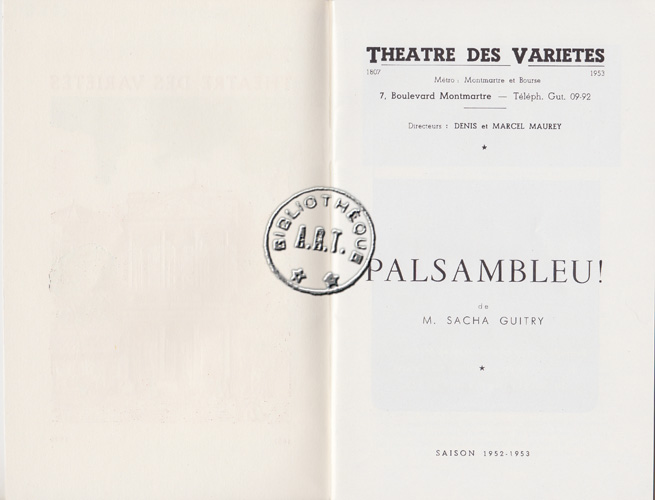 THEATRE DES VARIETES
1807 1953
Métro : Montmartre et Bourse
7, Boulevard Montmartre — Téléph. Gut. 09-92
Directeurs : DENIS et MARCEL MAUREY
★
BIBLIOTHÈQUE
A.R.T.
PALSAMBLEU!
de
M. SACHA GUITRY
★
SAISON 1952-1953